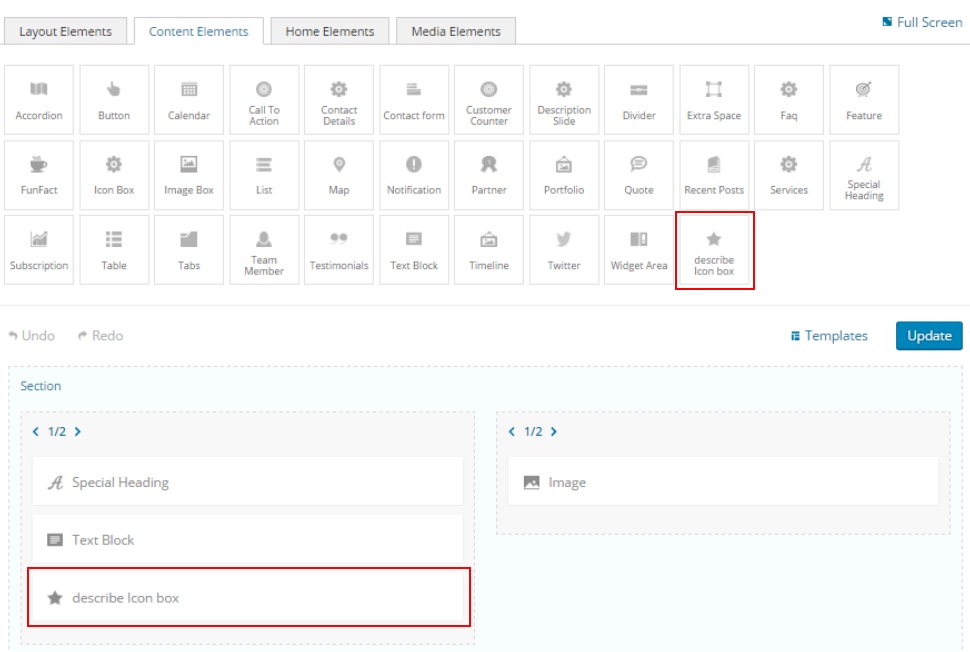 Layout Elements
Content Elements
Home Elements
Media Elements
Full Screen
Accordion
Button
Calendar
Call To
Action
Contact
Details
Contact form
Customer
Counter
Description
Slide
Divider
Extra Space
Faq
Feature
FunFact
Icon Box
Image Box
List
Map
Notification
Partner
Portfolio
Quote
Recent Posts
Services
Special
Heading
Subscription
Table
Tabs
Team
Member
Testimonials
Text Block
Timeline
Twitter
Widget Area
describe
Icon box
Undo
Redo
Templates
Update
Section
1/2
Special Heading
Text Block
describe Icon box
1/2
Image